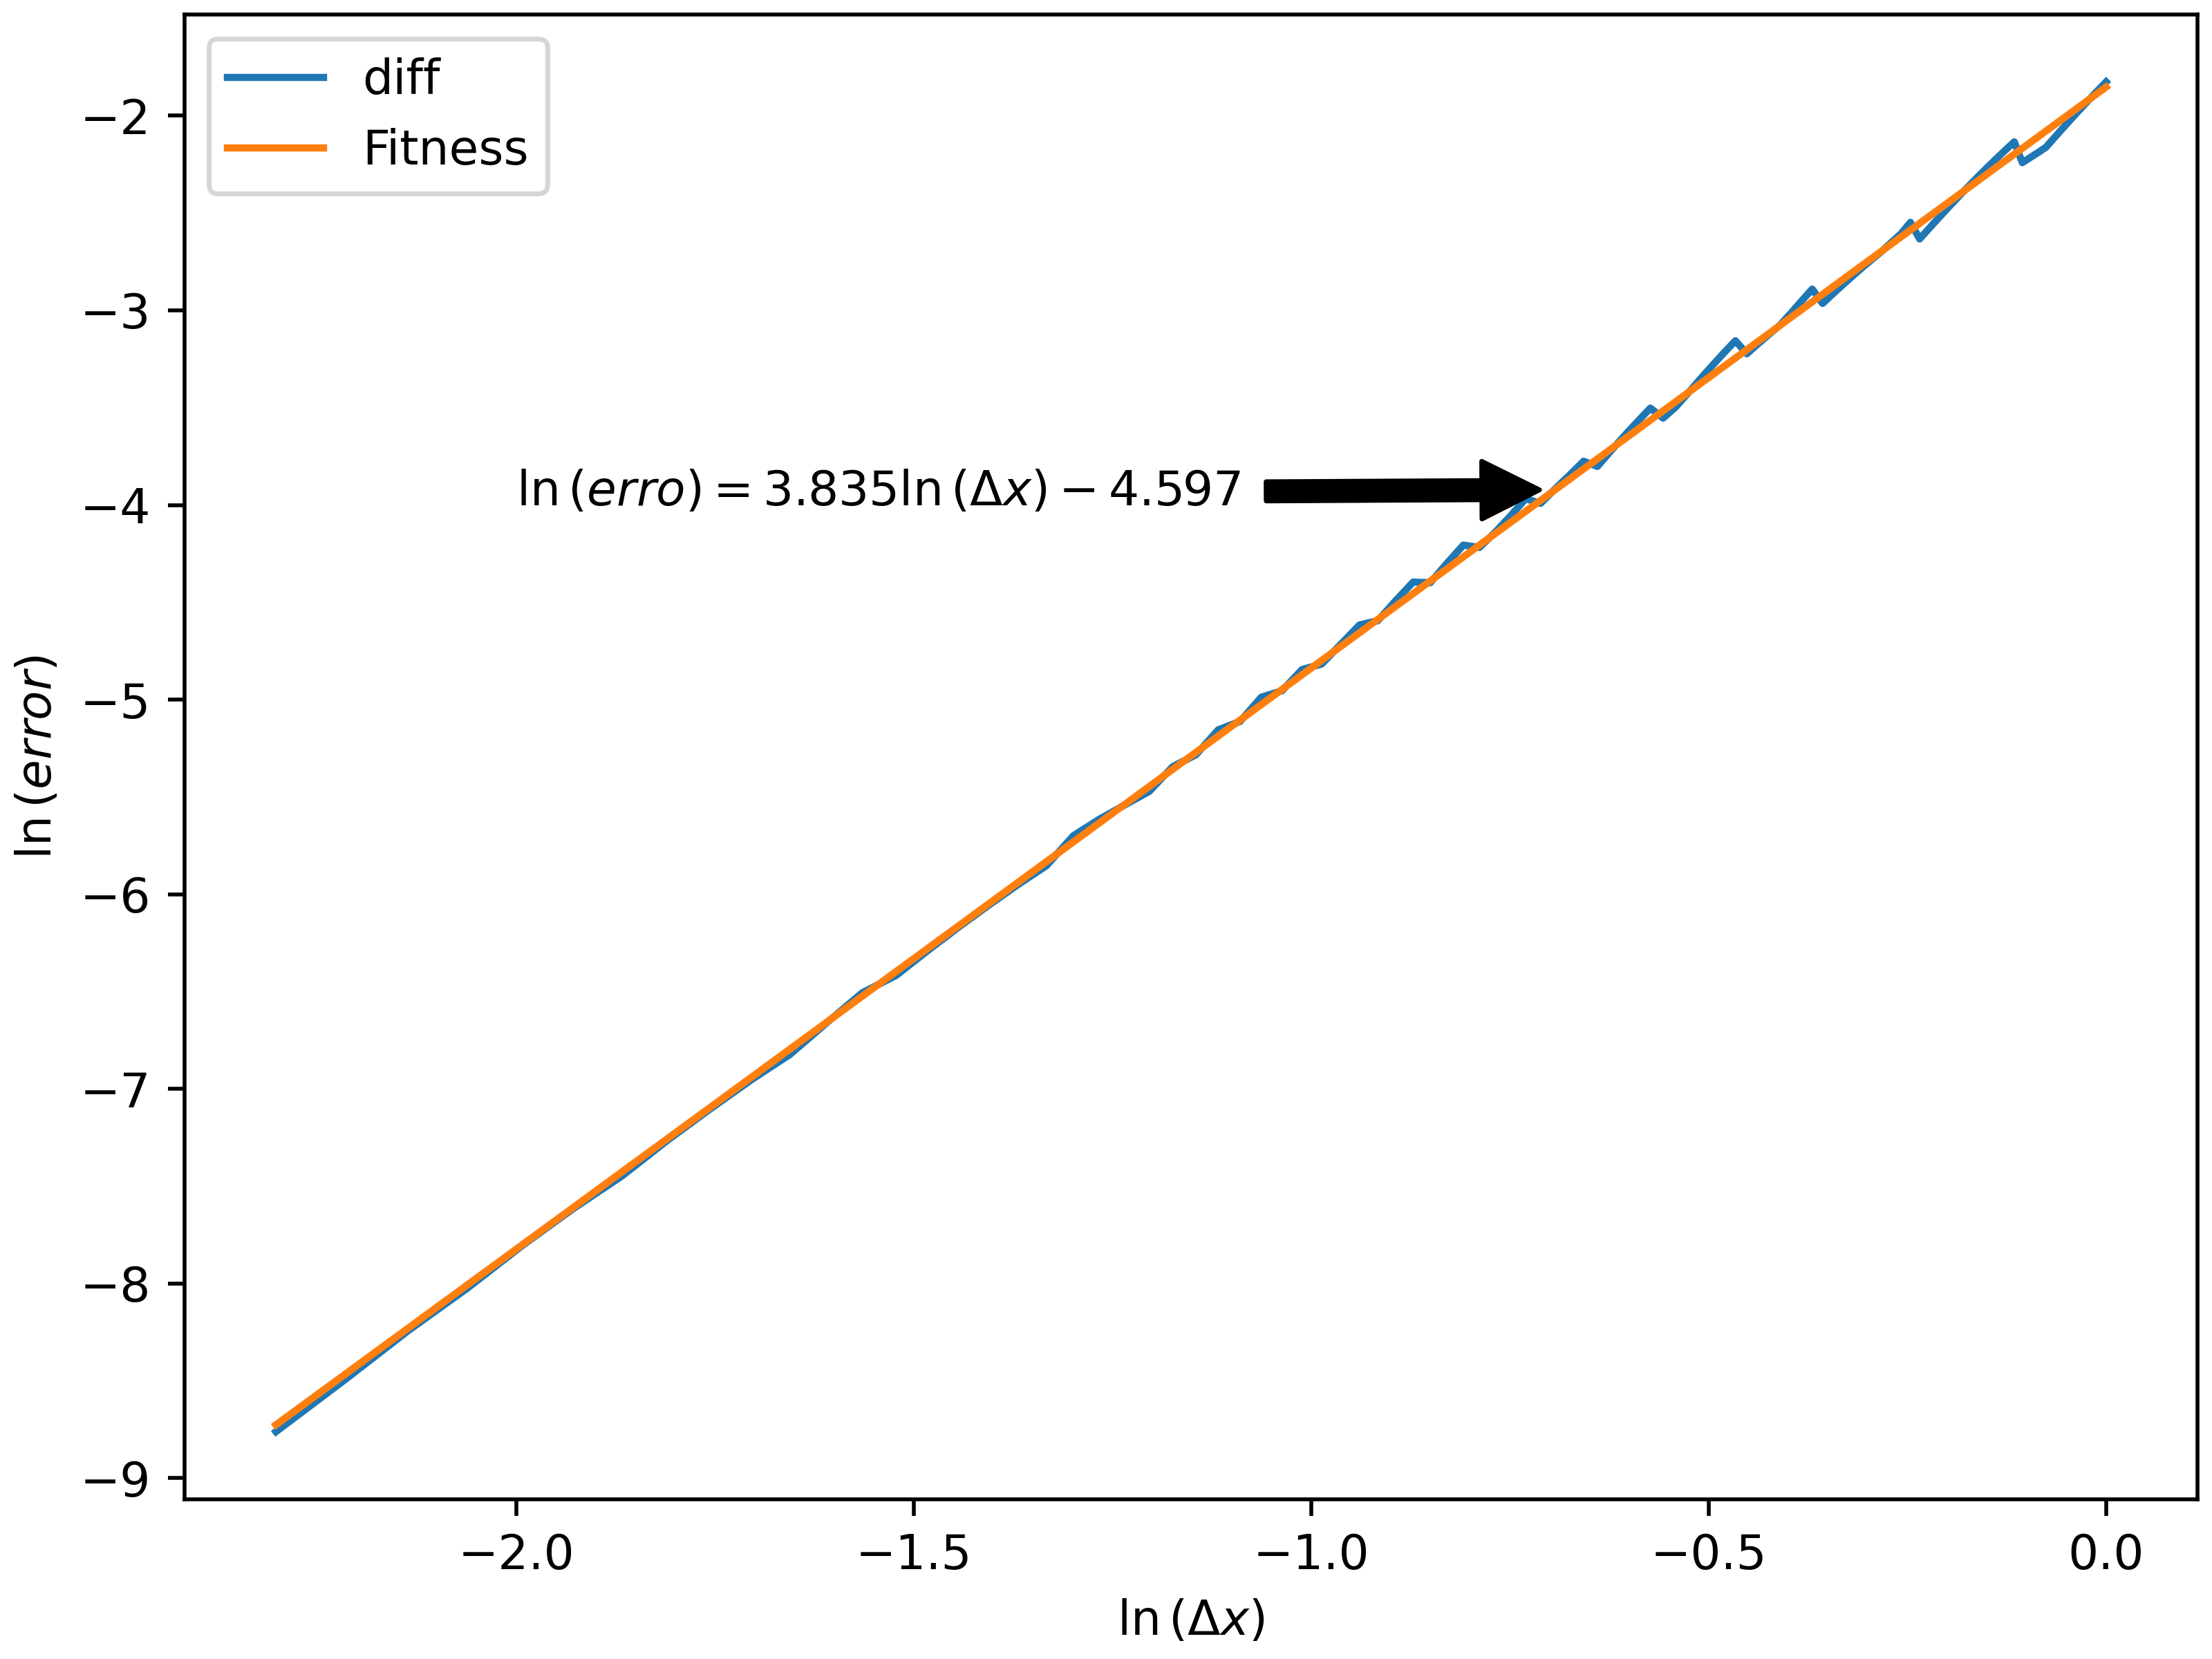 diff
Fitness
−2
−3
−4
−5
−6
−7
−8
−9
ln (erro) = 3.835ln (Δx) − 4.597
ln (error)
−2.0 −1.5 −1.0 −0.5 0.0
ln (Δx)